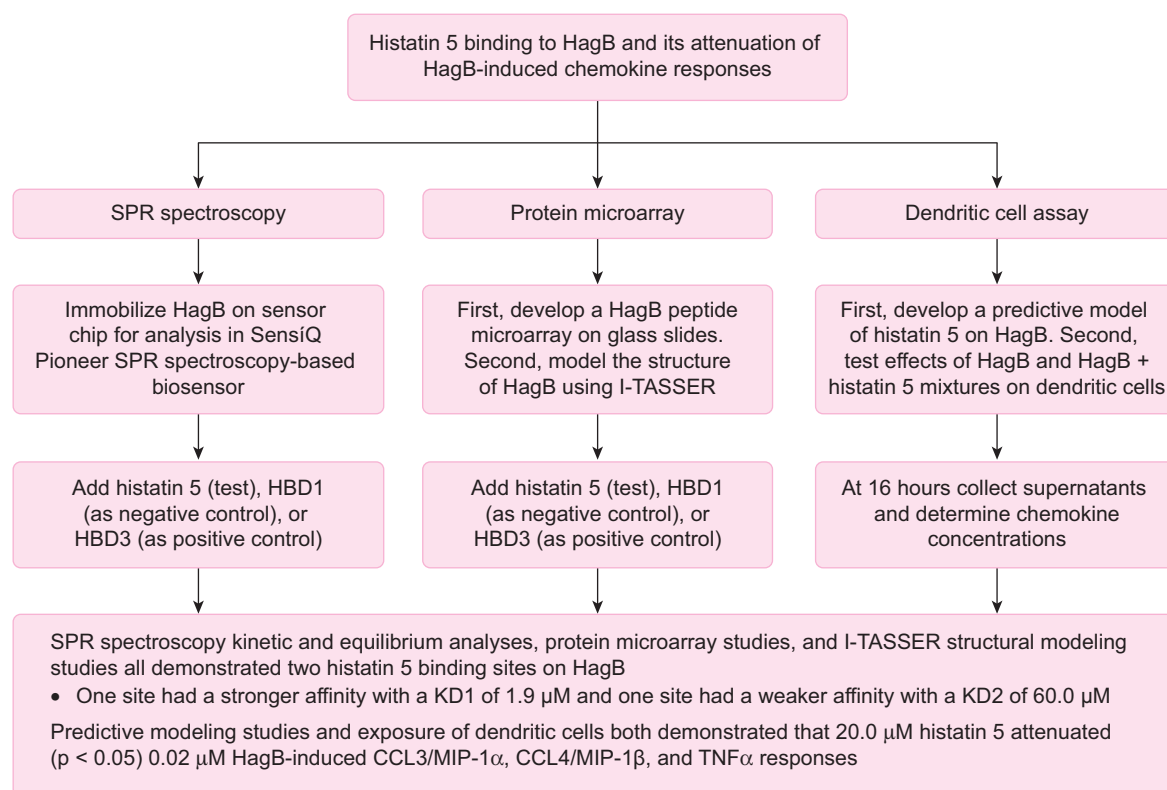 Histatin 5 binding to HagB and its attenuation of
HagB-induced chemokine responses
SPR spectroscopy
Protein microarray
Dendritic cell assay
Immobilize HagB on sensor
chip for analysis in SensíQ
Pioneer SPR spectroscopy-based
biosensor
First, develop a HagB peptide
microarray on glass slides.
Second, model the structure
of HagB using I-TASSER
First, develop a predictive model
of histatin 5 on HagB. Second,
test effects of HagB and HagB +
histatin 5 mixtures on dendritic cells
Add histatin 5 (test), HBD1
(as negative control), or
HBD3 (as positive control)
Add histatin 5 (test), HBD1
(as negative control), or
HBD3 (as positive control)
At 16 hours collect supernatants
and determine chemokine
concentrations
SPR spectroscopy kinetic and equilibrium analyses, protein microarray studies, and I-TASSER structural modeling
studies all demonstrated two histatin 5 binding sites on HagB
• One site had a stronger affinity with a KD1 of 1.9 μM and one site had a weaker affinity with a KD2 of 60.0 μM
Predictive modeling studies and exposure of dendritic cells both demonstrated that 20.0 μM histatin 5 attenuated
(p < 0.05) 0.02 μM HagB-induced CCL3/MIP-1α, CCL4/MIP-1β, and TNFα responses